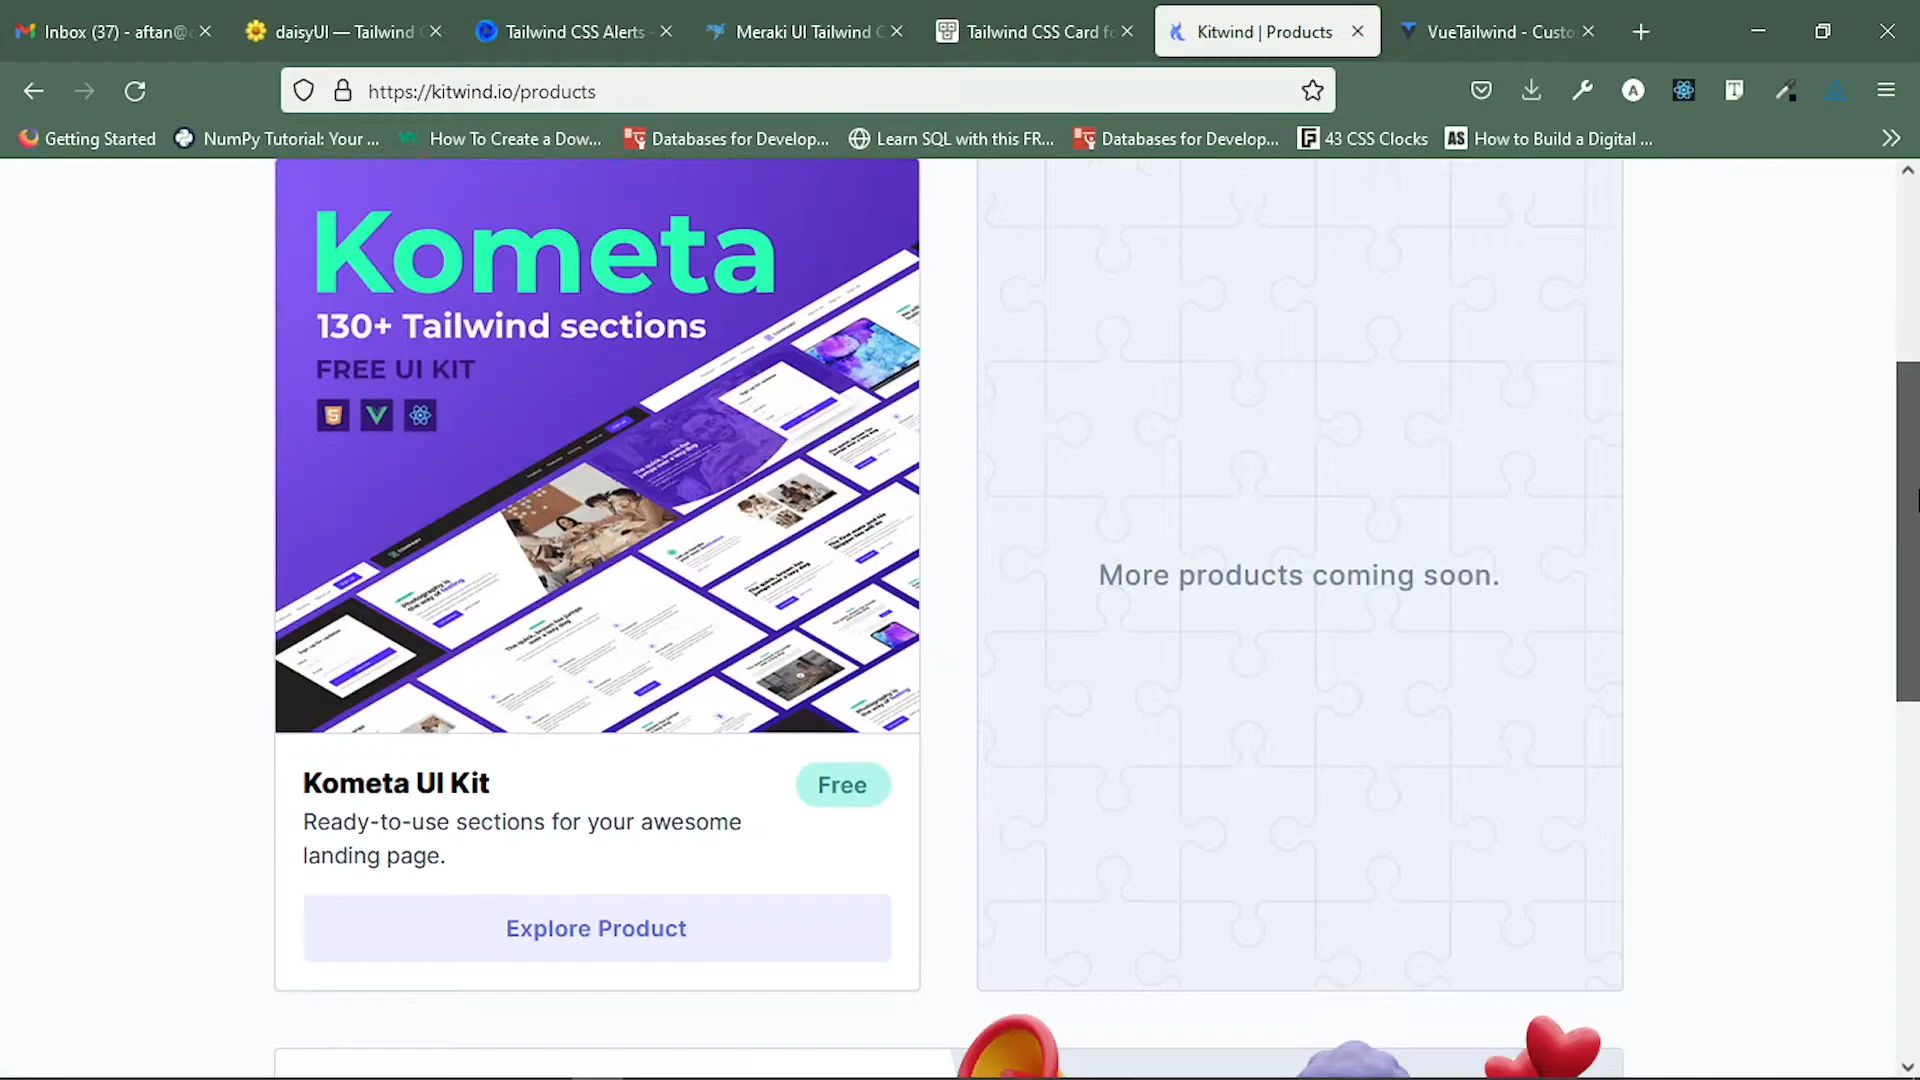 Inbox (37) - aftan@
daisyUI — Tailwind
Tailwind CSS Alerts
Meraki UI Tailwind
Tailwind CSS Card fo
Kitwind | Products
VueTailwind - Custo
https://kitwind.io/products
Getting Started
NumPy Tutorial: Your ...
How To Create a Dow...
Databases for Develop...
Learn SQL with this FR...
Databases for Develop...
43 CSS Clocks
AS How to Build a Digital ...
Kometa
130+ Tailwind sections
FREE UI KIT
More products coming soon.
Kometa UI Kit
Free
Ready-to-use sections for your awesome
landing page.
Explore Product